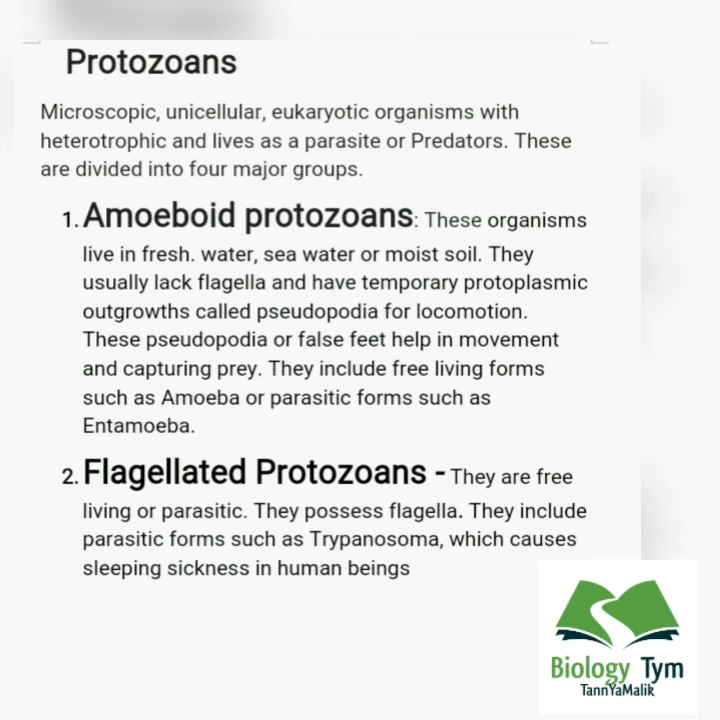 Protozoans
Microscopic, unicellular, eukaryotic organisms with
heterotrophic and lives as a parasite or Predators. These
are divided into four major groups.
1. Amoeboid protozoans: These organisms
live in fresh. water, sea water or moist soil. They
usually lack flagella and have temporary protoplasmic
outgrowths called pseudopodia for locomotion.
These pseudopodia or false feet help in movement
and capturing prey. They include free living forms
such as Amoeba or parasitic forms such as
Entamoeba.
2. Flagellated Protozoans - They are free
living or parasitic. They possess flagella. They include
parasitic forms such as Trypanosoma, which causes
sleeping sickness in human beings
Biology Tym
TannYaMalik